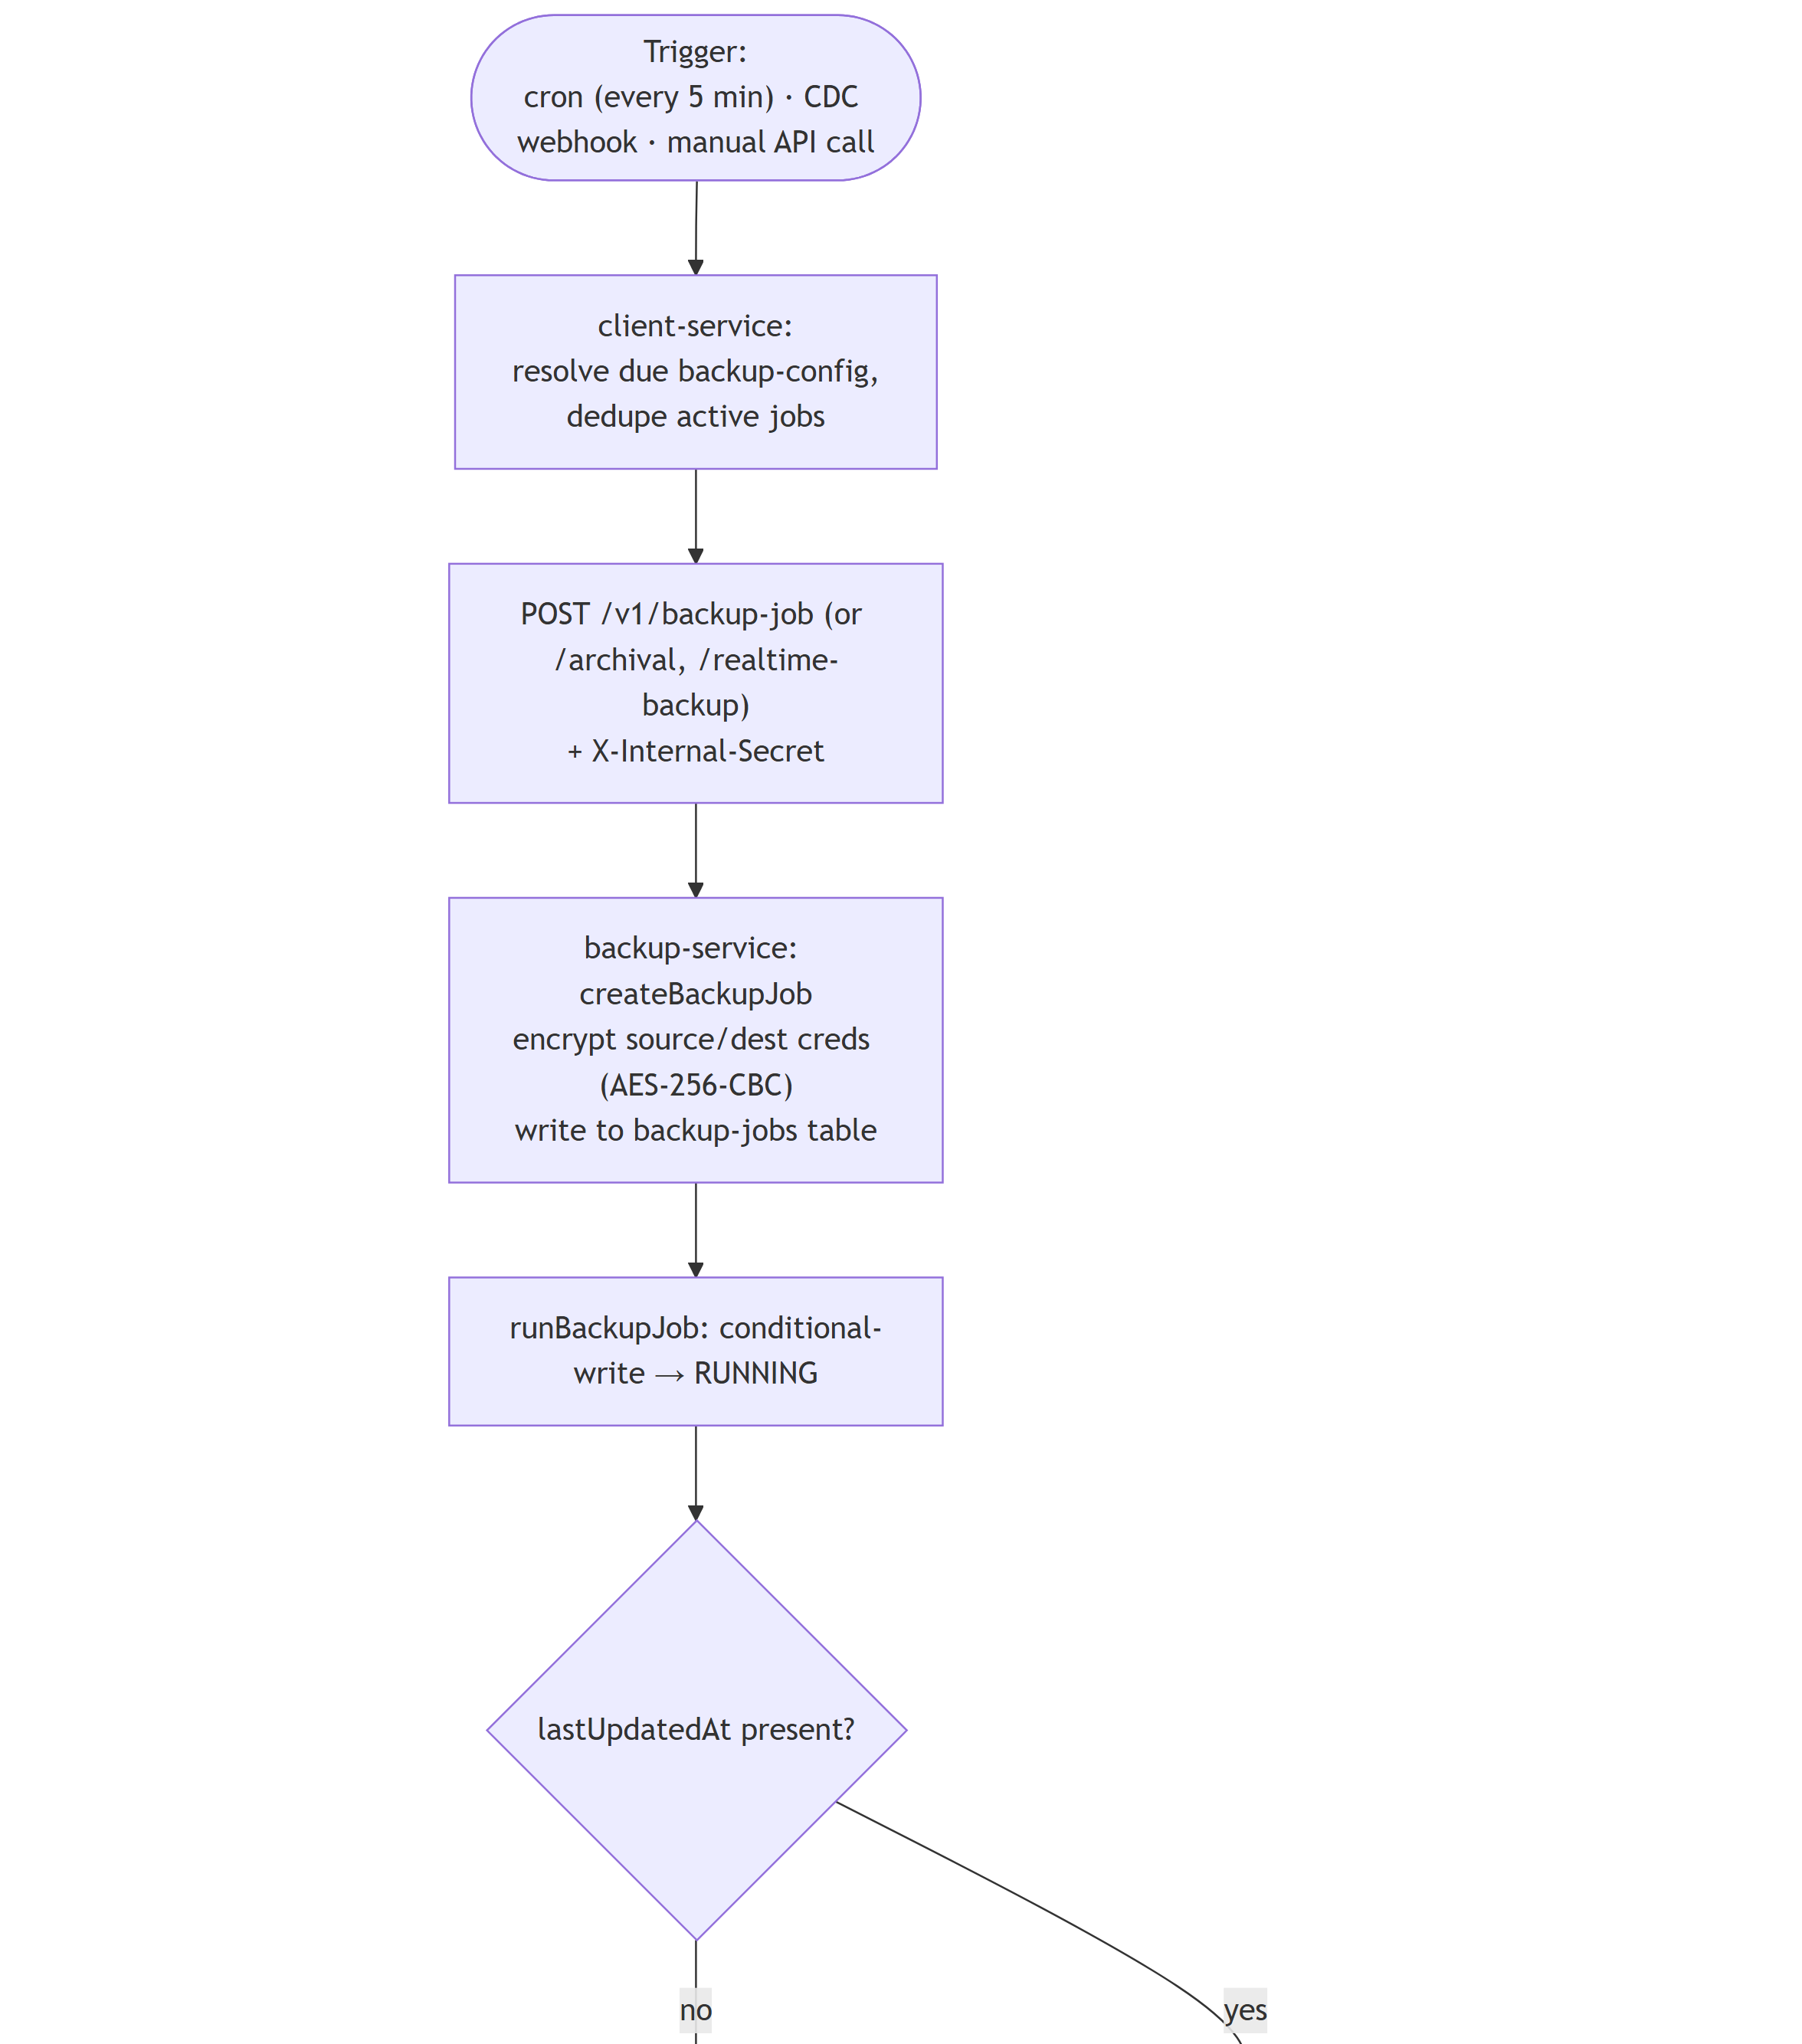 Trigger:
cron (every 5 min) · CDC
webhook · manual API call
client-service:
resolve due backup-config,
dedupe active jobs
POST /v1/backup-job (or
/archival, /realtime-
backup)
+ X-Internal-Secret
backup-service:
createBackupJob
encrypt source/dest creds
(AES-256-CBC)
write to backup-jobs table
runBackupJob: conditional-
write → RUNNING
lastUpdatedAt present?
no
yes